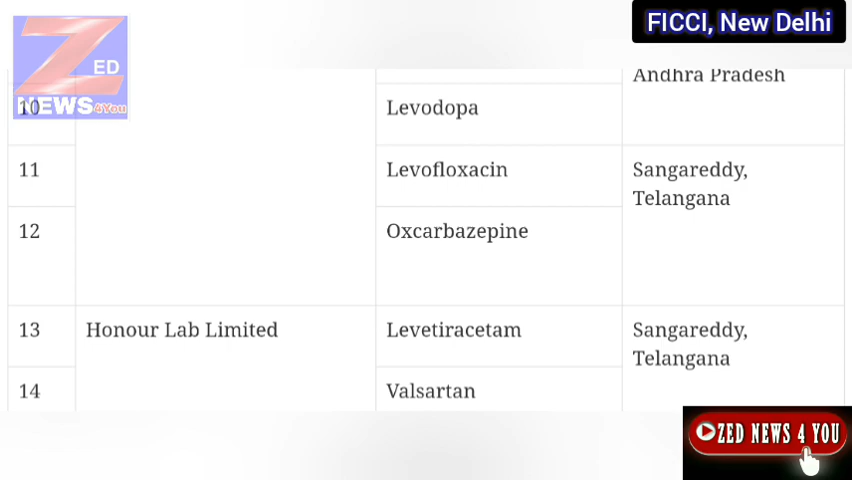 FICCI, New Delhi
ZED
NEWS 4You
Andhra Pradesh
10
Levodopa
11
Levofloxacin
Sangareddy,
Telangana
12
Oxcarbazepine
13
Honour Lab Limited
Levetiracetam
Sangareddy,
Telangana
14
Valsartan
ZED NEWS 4 YOU